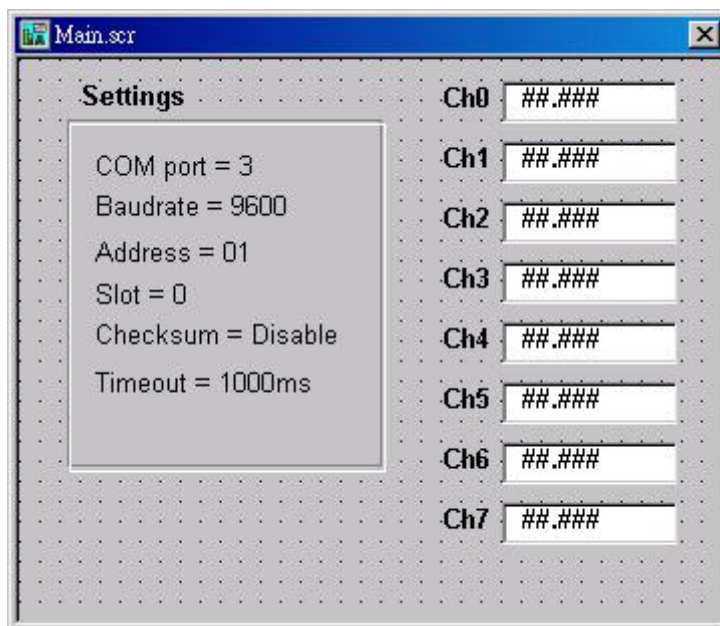 Main.scr
Settings
COM port = 3
Baudrate = 9600
Address = 01
Slot = 0
Checksum = Disable
Timeout = 1000ms
Ch0 ##.###
Ch1 ##.###
Ch2 ##.###
Ch3 ##.###
Ch4 ##.###
Ch5 ##.###
Ch6 ##.###
Ch7 ##.###